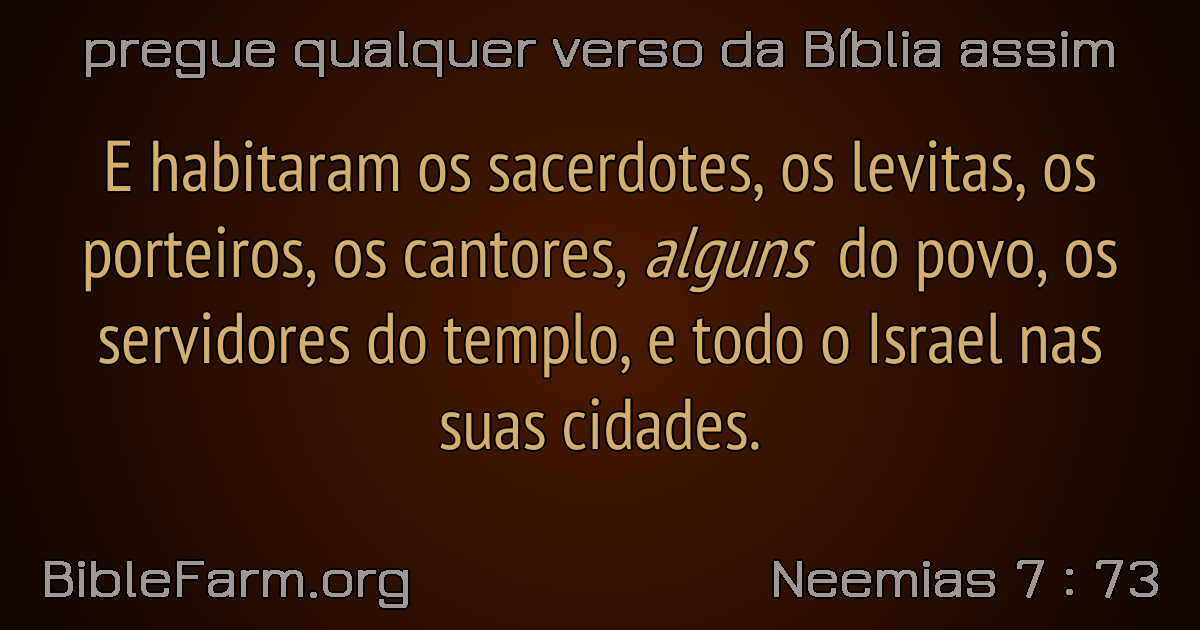 pregue qualquer verso da Bíblia assim
E habitaram os sacerdotes, os levitas, os
porteiros, os cantores, alguns do povo, os
servidores do templo, e todo o Israel nas
suas cidades.
BibleFarm.org
Neemias 7 : 73